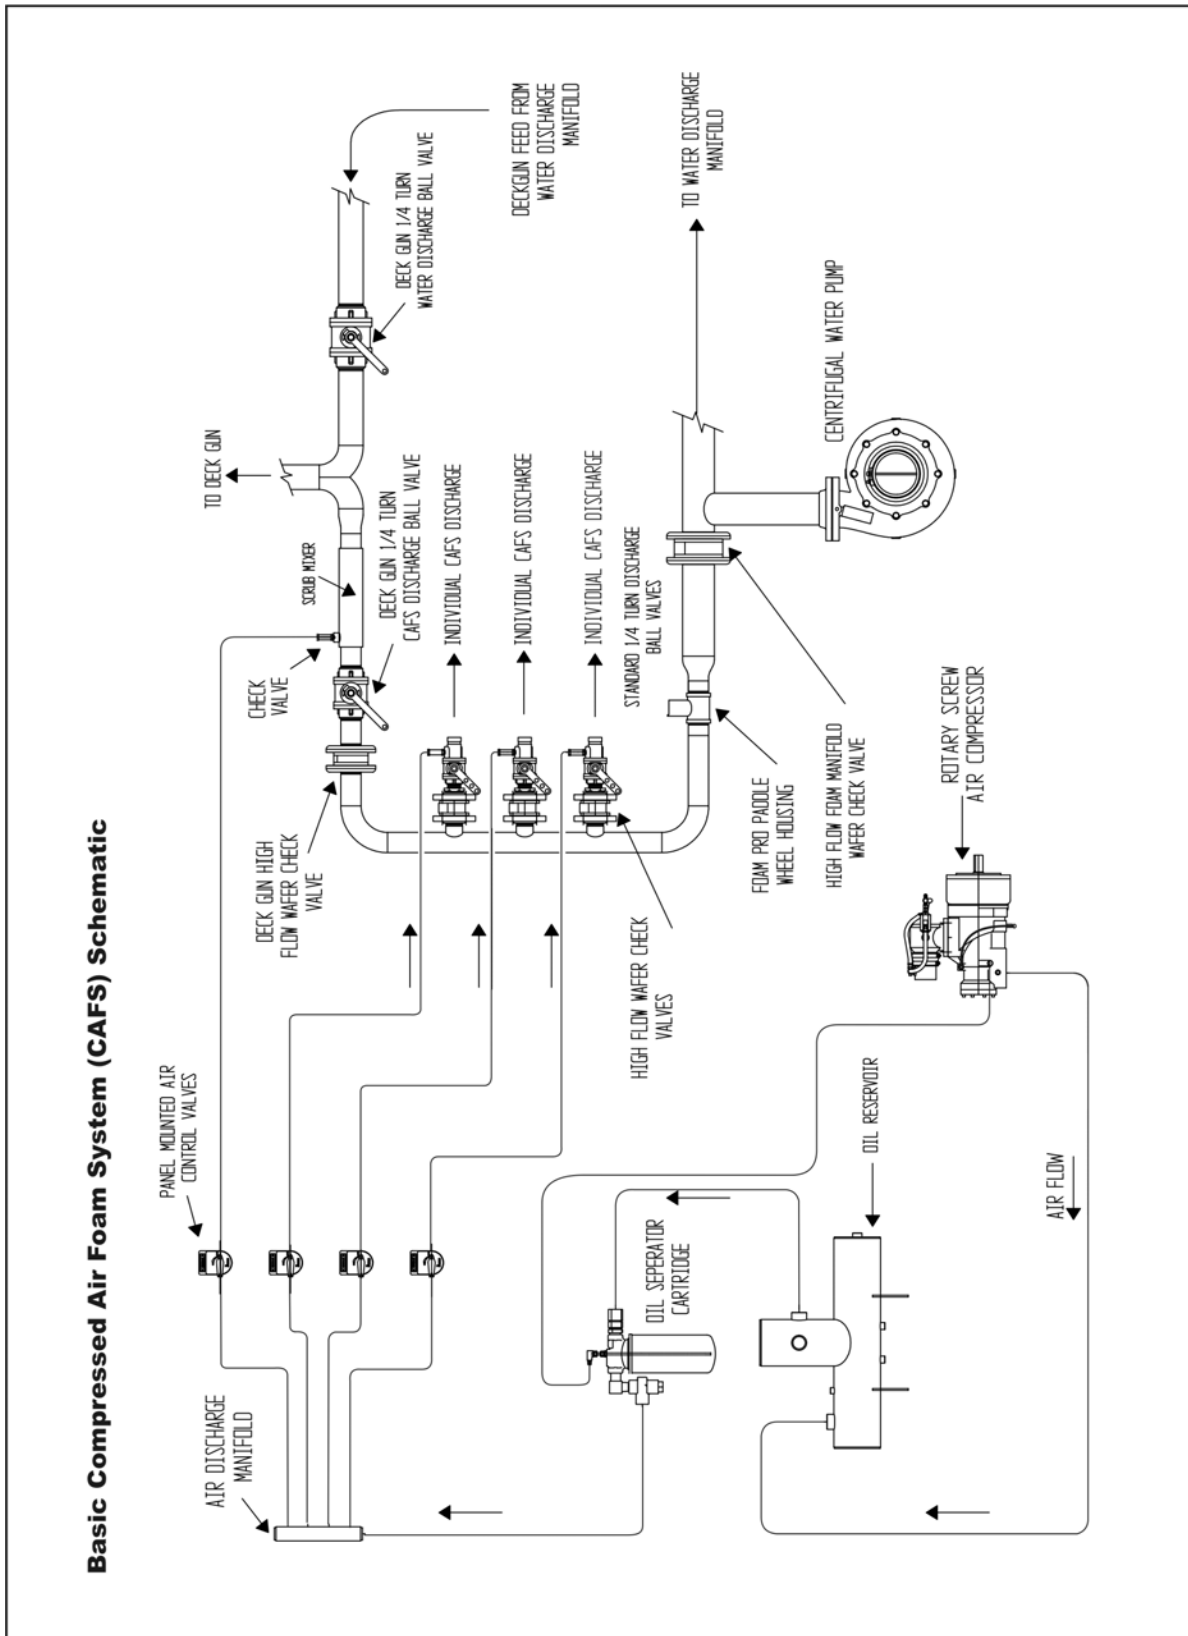 Basic Compressed Air Foam System (CAFS) Schematic
AIR DISCHARGE
MANIFOLD
PANEL MOUNTED AIR
CONTROL VALVES
DECK GUN HIGH
FLOW WAFER CHECK
VALVE
CHECK
VALVE
SCRUB MIXER
TO DECK GUN
DECK GUN 1/4 TURN
CAFS DISCHARGE BALL VALVE
DECK GUN 1/4 TURN
WATER DISCHARGE BALL VALVE
DECKGUN FEED FROM
WATER DISCHARGE
MANIFOLD
INDIVIDUAL CAFS DISCHARGE
INDIVIDUAL CAFS DISCHARGE
INDIVIDUAL CAFS DISCHARGE
STANDARD 1/4 TURN DISCHARGE
BALL VALVES
TO WATER DISCHARGE
MANIFOLD
HIGH FLOW WAFER CHECK
VALVES
FOAM PRO PADDLE
WHEEL HOUSING
HIGH FLOW FOAM MANIFOLD
WAFER CHECK VALVE
CENTRIFUGAL WATER PUMP
OIL SEPERATOR
CARTRIDGE
OIL RESERVOIR
ROTARY SCREW
AIR COMPRESSOR
AIR FLOW